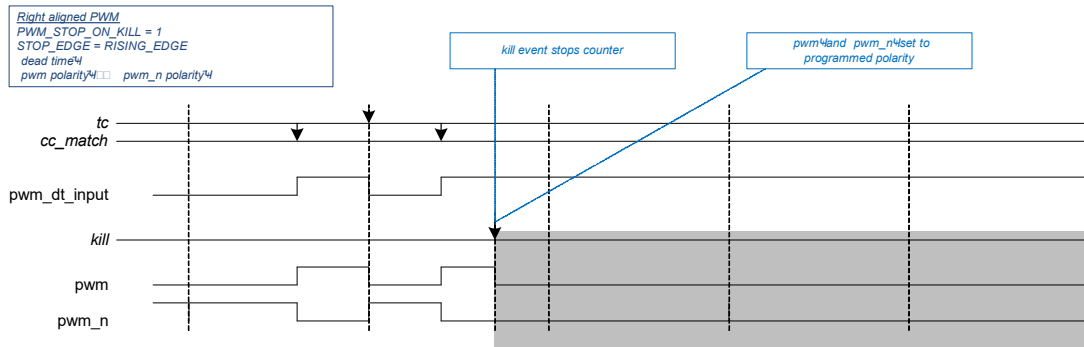 Right aligned PWM
PWM_STOP_ON_KILL = 1
STOP_EDGE = RISING_EDGE
dead time
pwm polarity pwm_n polarity
kill event stops counter
pwm and pwm_n set to
programmed polarity
tc
cc_match
pwm_dt_input
kill
pwm
pwm_n